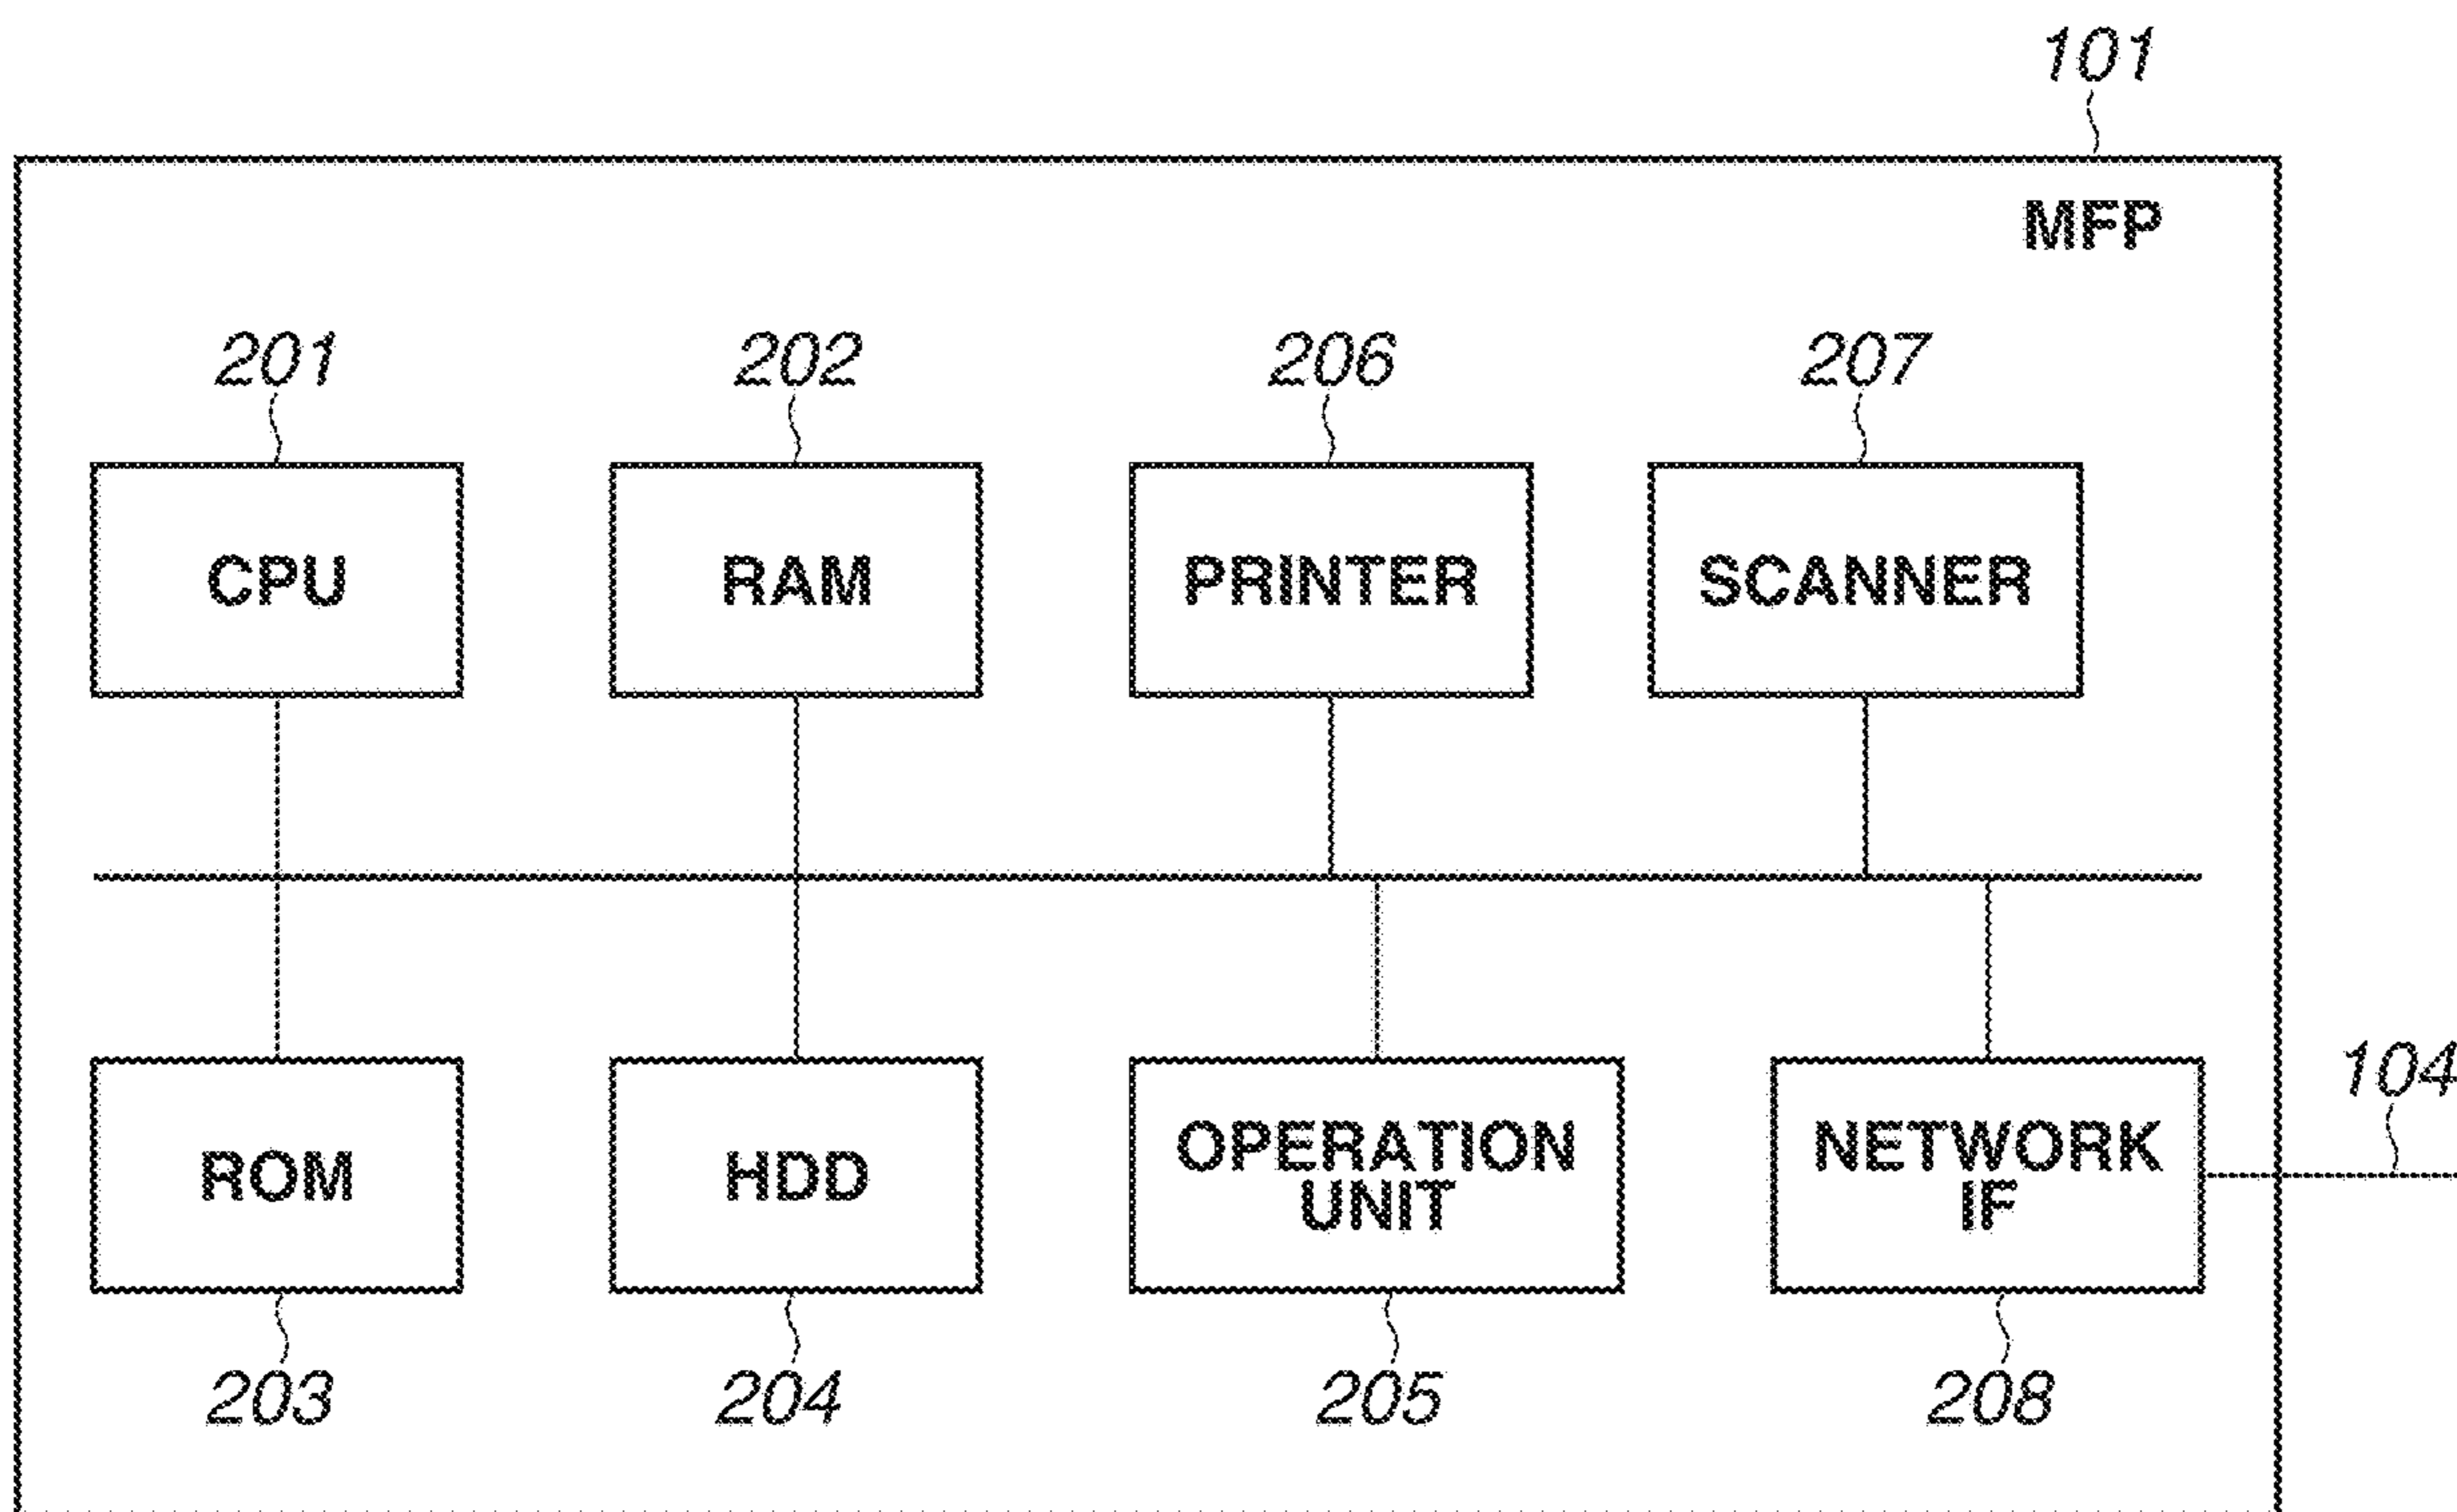 101
MFP
201
202
206
207
CPU
RAM
PRINTER
SCANNER
104
ROM
HDD
OPERATION
UNIT
NETWORK
IF
203
204
205
208